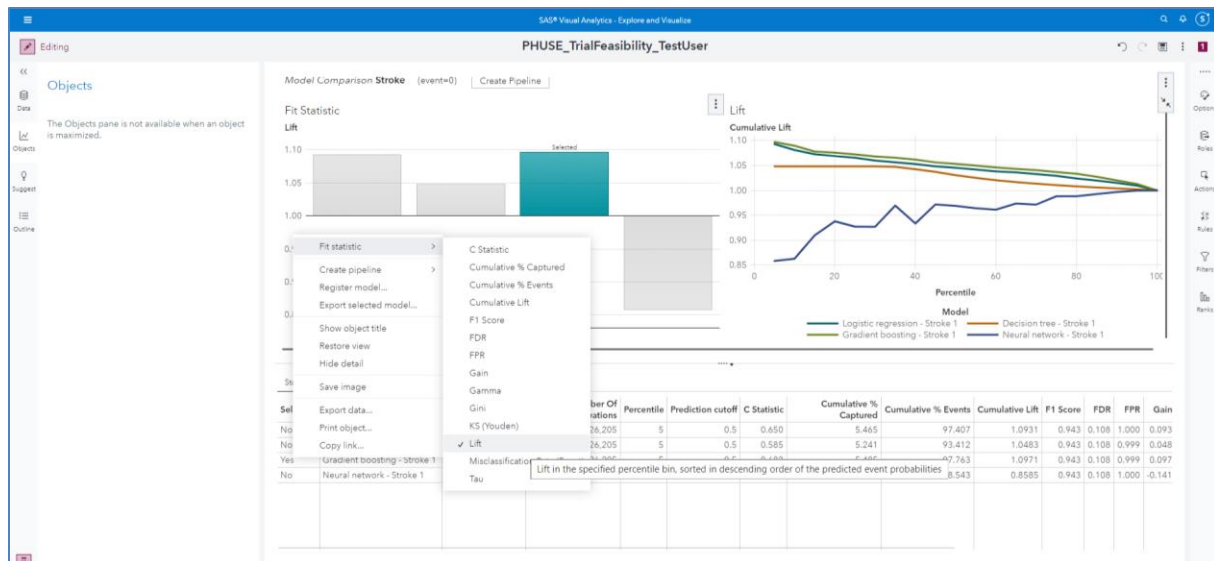 SAS® Visual Analytics - Explore and Visualize
Editing
PHUSE_TrialFeasibility_TestUser
1
Data
Objects
Suggest
Outline
Objects
The Objects pane is not available when an object
is maximized.
Model Comparison Stroke (event=0) Create Pipeline
Fit Statistic
Lift
Selected
1.10
1.05
1.00
Lift
Cumulative Lift
1.10
1.05
1.00
0.95
0.90
0.85
0 20 40 60 80 100
Percentile
Model
Logistic regression - Stroke 1 Decision tree - Stroke 1
Gradient boosting - Stroke 1 Neural network - Stroke 1
Fit statistic
Create pipeline
Register model...
Export selected model...
Show object title
Restore view
Hide detail
Save image
Export data...
Print object...
Copy link...
C Statistic
Cumulative % Captured
Cumulative % Events
Cumulative Lift
F1 Score
FDR
FPR
Gain
Gamma
Gini
KS (Youden)
✓ Lift
Misclassification
Tau
Lift in the specified percentile bin, sorted in descending order of the predicted event probabilities
Percentile Prediction cutoff C Statistic Cumulative % Captured Cumulative % Events Cumulative Lift F1 Score FDR FPR Gain
No 26,205 5 0.5 0.650 5.465 97.407 1.0931 0.943 0.108 1.000 0.093
No 26,205 5 0.5 0.585 5.241 93.412 1.0483 0.943 0.108 0.999 0.048
Yes Gradient boosting - Stroke 1 1.0971 0.943 0.108 0.999 0.097
No Neural network - Stroke 1 0.8585 0.943 0.108 1.000 -0.141
Options
Roles
Actions
Rules
Filters
Ranks